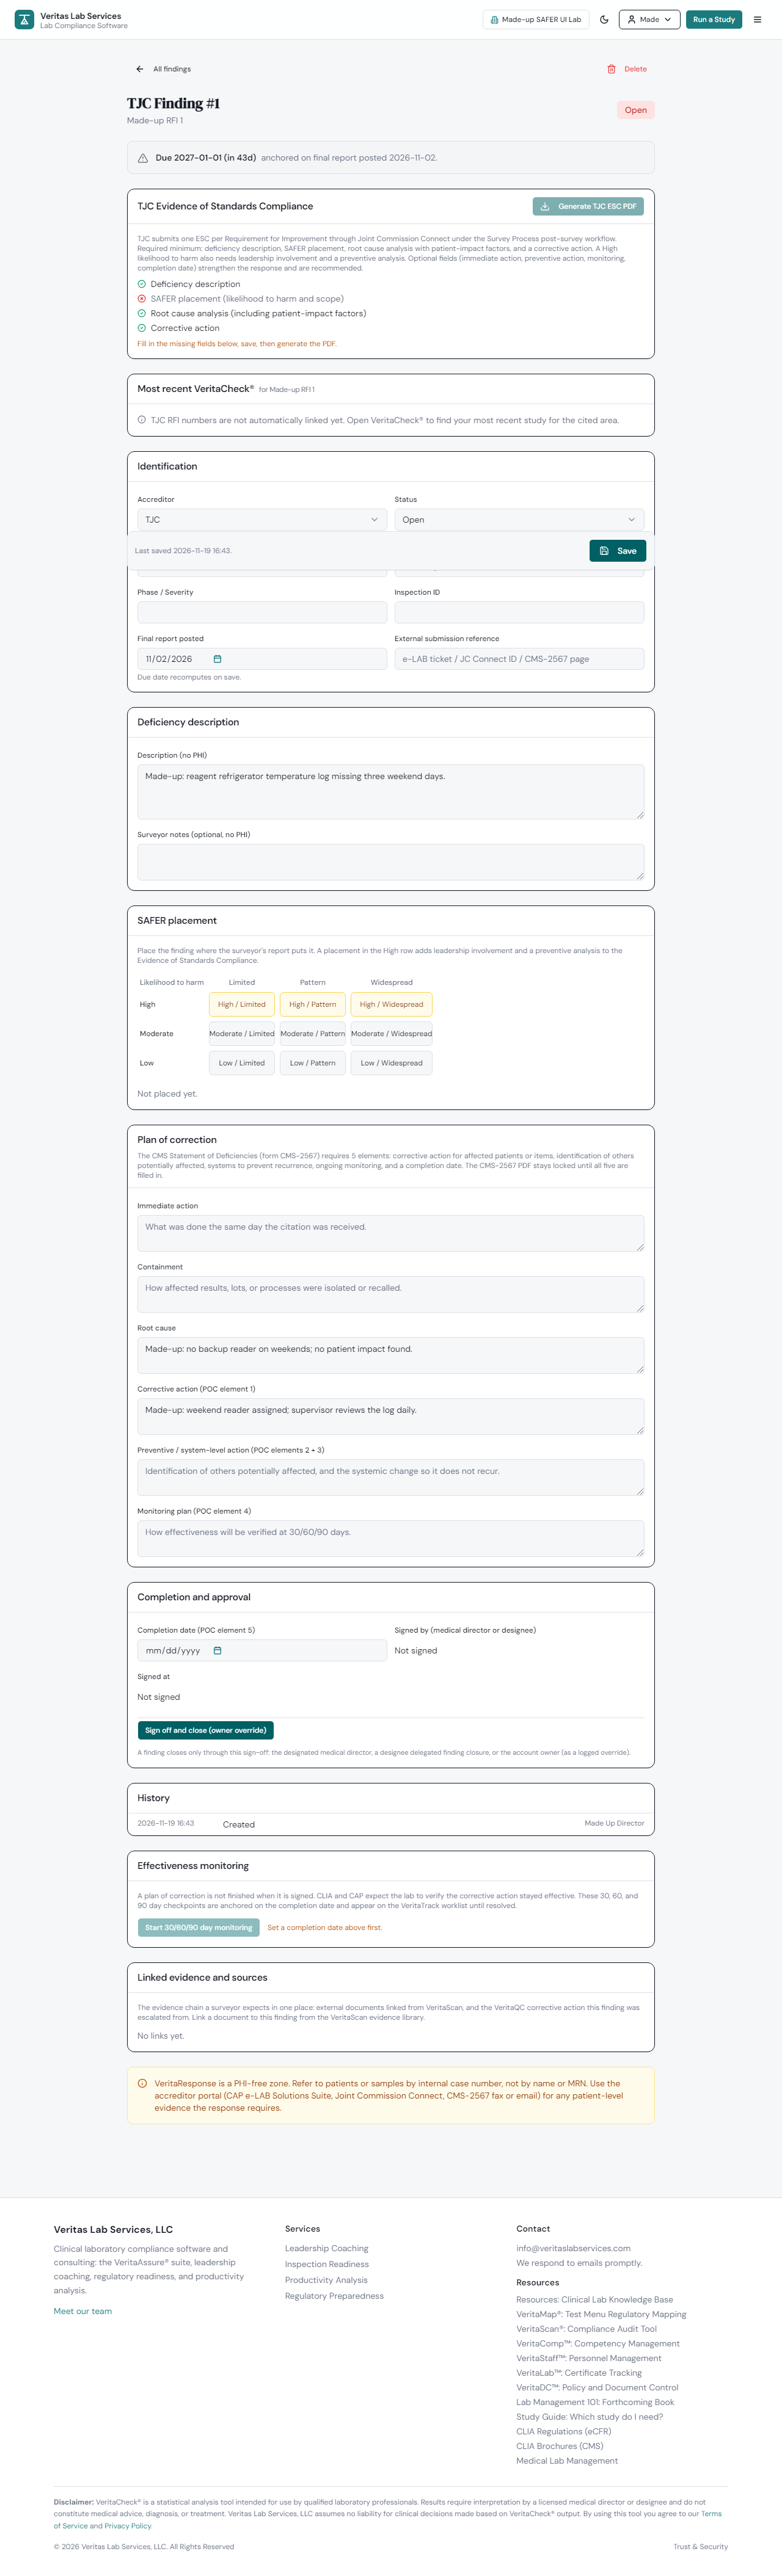 Veritas Lab Services
Lab Compliance Software
Made-up SAFER UI Lab
Made
Run a Study
All findings
Delete
TJC Finding #1
Made-up RFI 1
Open
Due 2027-01-01 (in 43d) anchored on final report posted 2026-11-02.
TJC Evidence of Standards Compliance
Generate TJC ESC PDF
TJC submits one ESC per Requirement for Improvement through Joint Commission Connect under the Survey Process post-survey workflow.
Required minimum: deficiency description, SAFER placement, root cause analysis with patient-impact factors, and a corrective action. A High
likelihood to harm also needs leadership involvement and a preventive analysis. Optional fields (immediate action, preventive action, monitoring,
completion date) strengthen the response and are recommended.
Deficiency description
SAFER placement (likelihood to harm and scope)
Root cause analysis (including patient-impact factors)
Corrective action
Fill in the missing fields below, save, then generate the PDF.
Most recent VeritaCheck® for Made-up RFI 1
TJC RFI numbers are not automatically linked yet. Open VeritaCheck® to find your most recent study for the cited area.
Identification
Accreditor
Status
TJC
Open
Last saved 2026-11-19 16:43.
Save
Phase / Severity
Inspection ID
Final report posted
External submission reference
11/02/2026
e-LAB ticket / JC Connect ID / CMS-2567 page
Due date recomputes on save.
Deficiency description
Description (no PHI)
Made-up: reagent refrigerator temperature log missing three weekend days.
Surveyor notes (optional, no PHI)
SAFER placement
Place the finding where the surveyor's report puts it. A placement in the High row adds leadership involvement and a preventive analysis to the
Evidence of Standards Compliance.
Likelihood to harm Limited Pattern Widespread
High High / Limited High / Pattern High / Widespread
Moderate Moderate / Limited Moderate / Pattern Moderate / Widespread
Low Low / Limited Low / Pattern Low / Widespread
Not placed yet.
Plan of correction
The CMS Statement of Deficiencies (form CMS-2567) requires 5 elements: corrective action for affected patients or items, identification of others
potentially affected, systems to prevent recurrence, ongoing monitoring, and a completion date. The CMS-2567 PDF stays locked until all five are
filled in.
Immediate action
What was done the same day the citation was received.
Containment
How affected results, lots, or processes were isolated or recalled.
Root cause
Made-up: no backup reader on weekends; no patient impact found.
Corrective action (POC element 1)
Made-up: weekend reader assigned; supervisor reviews the log daily.
Preventive / system-level action (POC elements 2 + 3)
Identification of others potentially affected, and the systemic change so it does not recur.
Monitoring plan (POC element 4)
How effectiveness will be verified at 30/60/90 days.
Completion and approval
Completion date (POC element 5)
Signed by (medical director or designee)
mm/dd/yyyy
Not signed
Signed at
Not signed
Sign off and close (owner override)
A finding closes only through this sign-off: the designated medical director, a designee delegated finding closure, or the account owner (as a logged override).
History
2026-11-19 16:43 Created Made Up Director
Effectiveness monitoring
A plan of correction is not finished when it is signed. CLIA and CAP expect the lab to verify the corrective action stayed effective. These 30, 60, and
90 day checkpoints are anchored on the completion date and appear on the VeritaTrack worklist until resolved.
Start 30/60/90 day monitoring
Set a completion date above first.
Linked evidence and sources
The evidence chain a surveyor expects in one place: external documents linked from VeritaScan, and the VeritaQC corrective action this finding was
escalated from. Link a document to this finding from the VeritaScan evidence library.
No links yet.
VeritaResponse is a PHI-free zone. Refer to patients or samples by internal case number, not by name or MRN. Use the
accreditor portal (CAP e-LAB Solutions Suite, Joint Commission Connect, CMS-2567 fax or email) for any patient-level
evidence the response requires.
Veritas Lab Services, LLC
Clinical laboratory compliance software and
consulting: the VeritaAssure® suite, leadership
coaching, regulatory readiness, and productivity
analysis.
Meet our team
Services
Leadership Coaching
Inspection Readiness
Productivity Analysis
Regulatory Preparedness
Contact
info@veritaslabservices.com
We respond to emails promptly.
Resources
Resources: Clinical Lab Knowledge Base
VeritaMap®: Test Menu Regulatory Mapping
VeritaScan®: Compliance Audit Tool
VeritaComp™: Competency Management
VeritaStaff™: Personnel Management
VeritaLab™: Certificate Tracking
VeritaDC™: Policy and Document Control
Lab Management 101: Forthcoming Book
Study Guide: Which study do I need?
CLIA Regulations (eCFR)
CLIA Brochures (CMS)
Medical Lab Management
Disclaimer: VeritaCheck® is a statistical analysis tool intended for use by qualified laboratory professionals. Results require interpretation by a licensed medical director or designee and do not
constitute medical advice, diagnosis, or treatment. Veritas Lab Services, LLC assumes no liability for clinical decisions made based on VeritaCheck® output. By using this tool you agree to our Terms
of Service and Privacy Policy.
© 2026 Veritas Lab Services, LLC. All Rights Reserved
Trust & Security